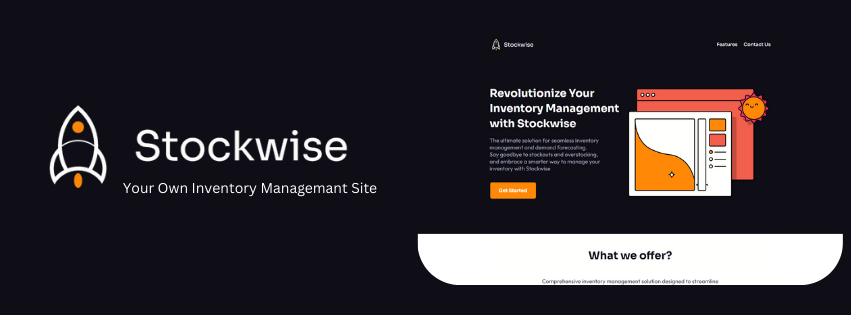 Stockwise
Your Own Inventory Managemant Site
Stockwise
Features Contact Us
Revolutionize Your
Inventory Management
with Stockwise
The ultimate solution for seamless inventory
management and demand forecasting.
Say goodbye to stockouts and overstocking,
and embrace a smarter way to manage your
inventory with Stockwise
Get Started
What we offer?
Comprehensive inventory management solution designed to streamline